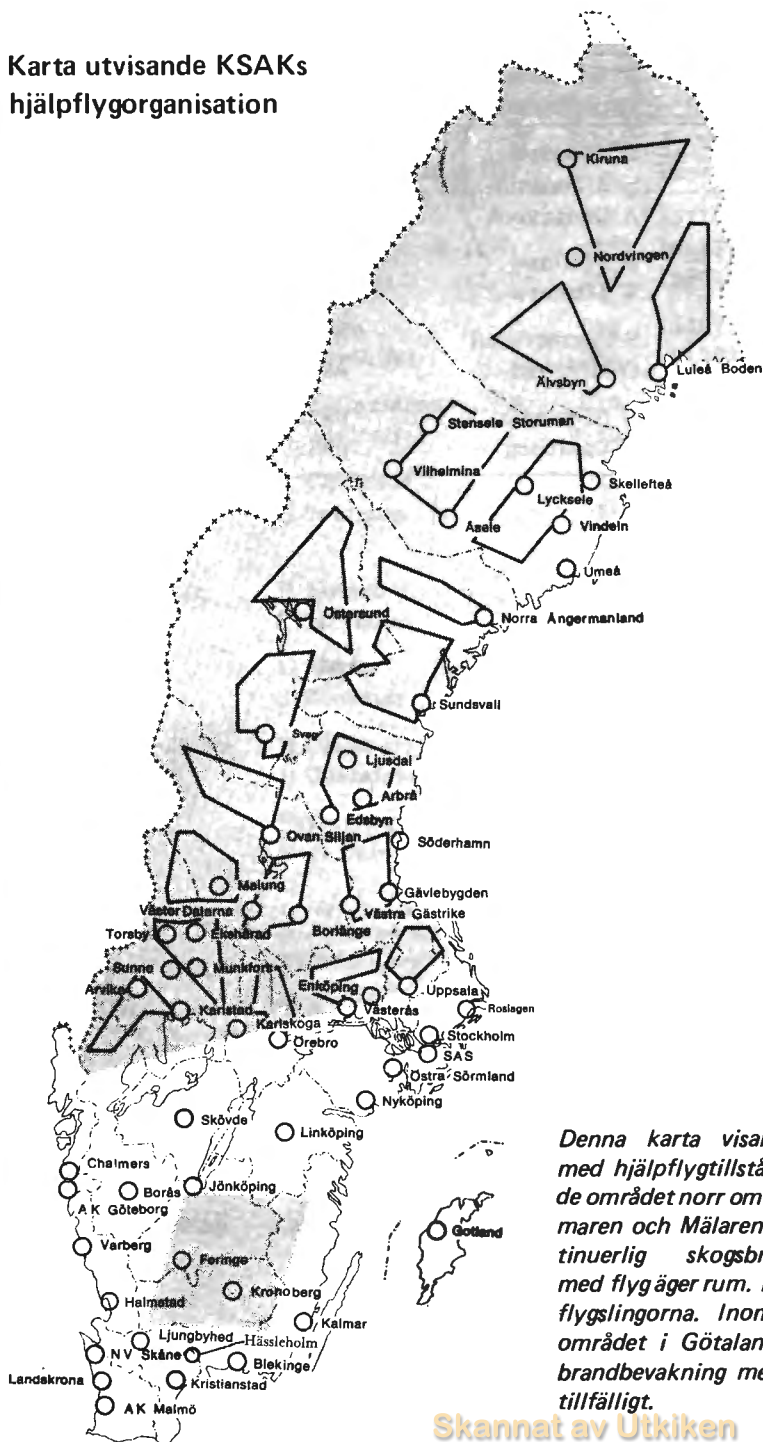 Karta utvisande KSAKs
hjälpflygorganisation
Kiruna
Nordvingen
Älvsbyn
Luleå Boden
Stensele Storuman
Vilhelmina
Skellefteå
Lycksele
Åsele
Vindeln
Umeå
Östersund
Norra Ångermanland
Sundsvall
Sveg
Ljusdal
Arbrå
Edsbyn
Ovan Siljan
Söderhamn
Malung
Gävlebygden
Väster Dalarna
Västra Gästrike
Torsby
Ekshärad
Borlänge
Sunne
Munkfors
Enköping
Uppsala
Arvika
Karlstad
Västerås
Roslagen
Karlskoga
Örebro
Stockholm
SAS
Östra Sörmland
Nyköping
Skövde
Linköping
Chalmers
Borås
Jönköping
AK Göteborg
Varberg
Gotland
Feringe
Kronoberg
Halmstad
Kalmar
Ljungbyhed
Hässleholm
NV Skåne
Blekinge
Landskrona
Kristianstad
AK Malmö
Denna karta visar
med hjälpflygtillstå
de området norr om
maren och Mälaren
tinuerlig skogsbr
med flyg äger rum.
flygslingorna. Inom
området i Götalan
brandbevakning me
tillfälligt.
Skannat av Utkiken